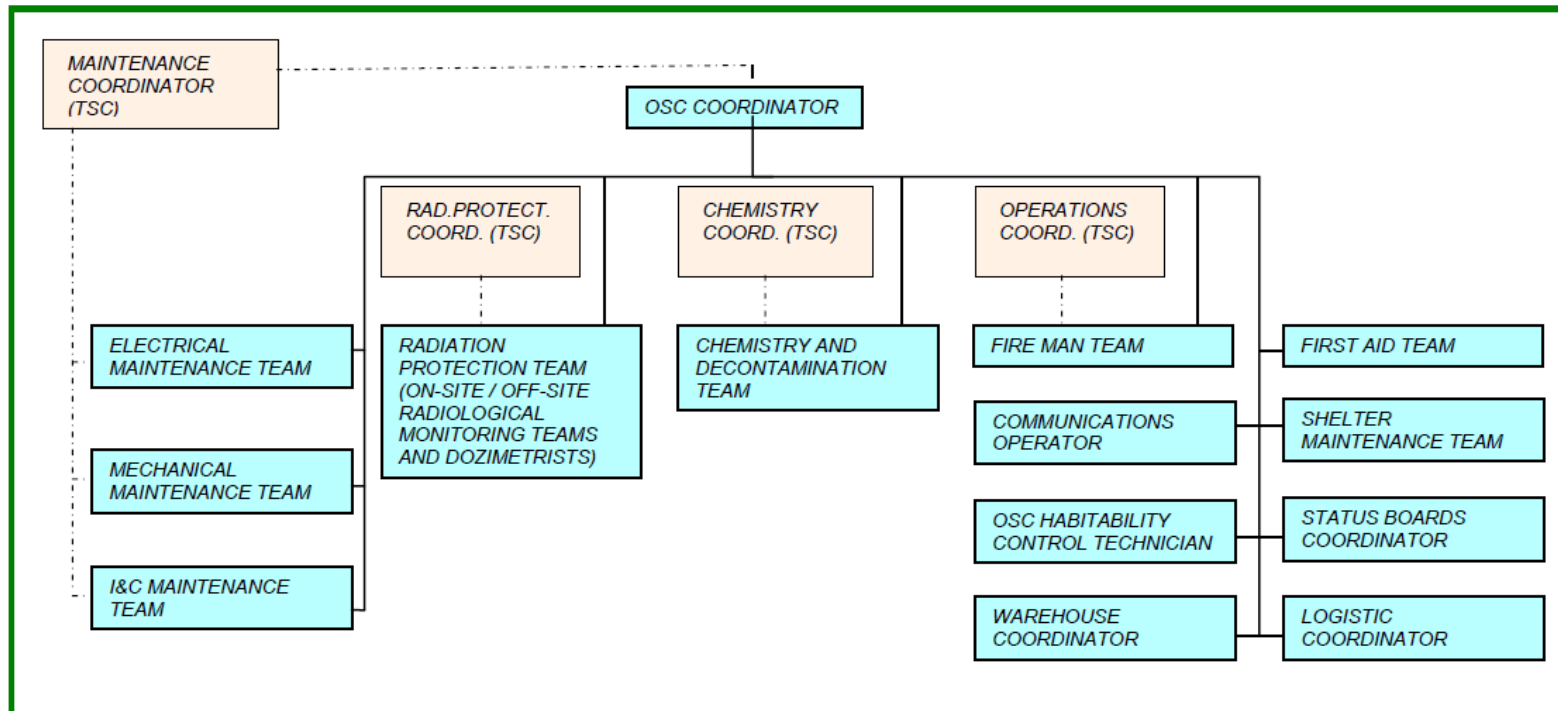 MAINTENANCE
COORDINATOR
(TSC)
OSC COORDINATOR
RAD.PROTECT.
COORD. (TSC)
CHEMISTRY
COORD. (TSC)
OPERATIONS
COORD. (TSC)
ELECTRICAL
MAINTENANCE TEAM
RADIATION
PROTECTION TEAM
(ON-SITE / OFF-SITE
RADIOLOGICAL
MONITORING TEAMS
AND DOZIMETRISTS)
CHEMISTRY AND
DECONTAMINATION
TEAM
FIRE MAN TEAM
FIRST AID TEAM
COMMUNICATIONS
OPERATOR
SHELTER
MAINTENANCE TEAM
MECHANICAL
MAINTENANCE TEAM
OSC HABITABILITY
CONTROL TECHNICIAN
STATUS BOARDS
COORDINATOR
I&C MAINTENANCE
TEAM
WAREHOUSE
COORDINATOR
LOGISTIC
COORDINATOR